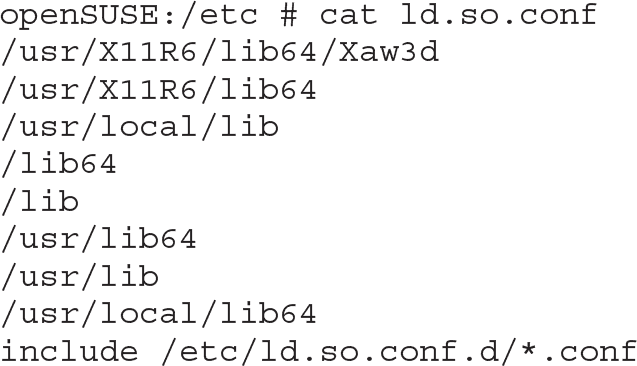 openSUSE:/etc # cat ld.so.conf
/usr/X11R6/lib64/Xaw3d
/usr/X11R6/lib64
/usr/local/lib
/lib64
/lib
/usr/lib64
/usr/lib
/usr/local/lib64
include /etc/ld.so.conf.d/*.conf